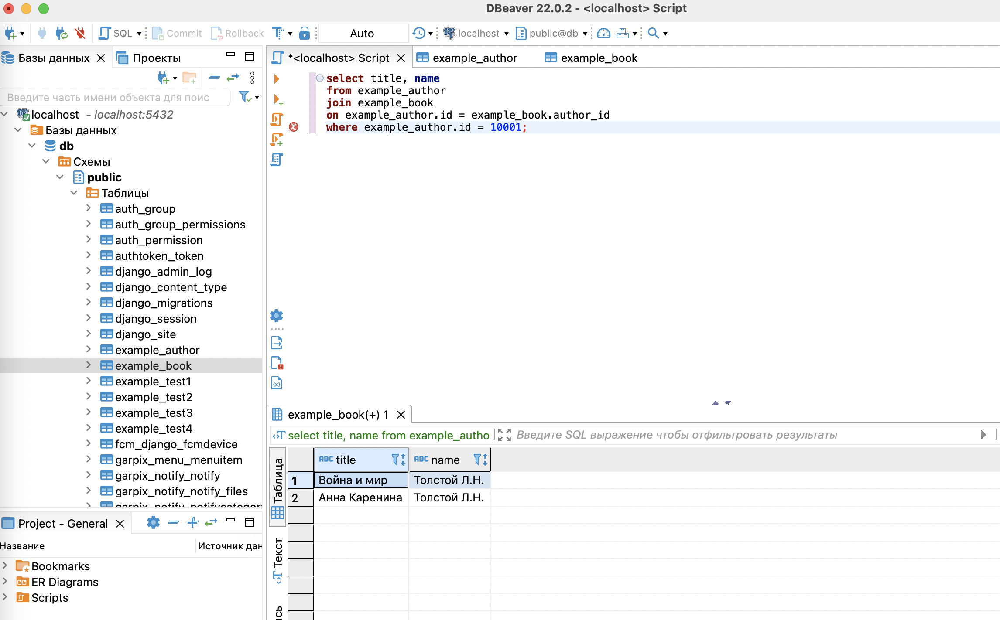 DBeaver 22.0.2 - <localhost> Script
SQL
Commit
Rollback
Auto
localhost
public@db
Базы данных
Проекты
Введите часть имени объекта для поис
localhost - localhost:5432
Базы данных
db
Схемы
public
Таблицы
auth_group
auth_group_permissions
auth_permission
authtoken_token
django_admin_log
django_content_type
django_migrations
django_session
django_site
example_author
example_book
example_test1
example_test2
example_test3
example_test4
fcm_django_fcmdevice
garpix_menu_menuitem
garpix_notify_notify
garpix_notify_notify_files
Project - General
Название
Источник дан
Bookmarks
ER Diagrams
Scripts
*<localhost> Script
example_author
example_book
select title, name
from example_author
join example_book
on example_author.id = example_book.author_id
where example_author.id = 10001;
example_book(+) 1
select title, name from example_autho
Введите SQL выражение чтобы отфильтровать результаты
Таблица
Текст
ABC title
ABC name
1 Война и мир Толстой Л.Н.
2 Анна Каренина Толстой Л.Н.